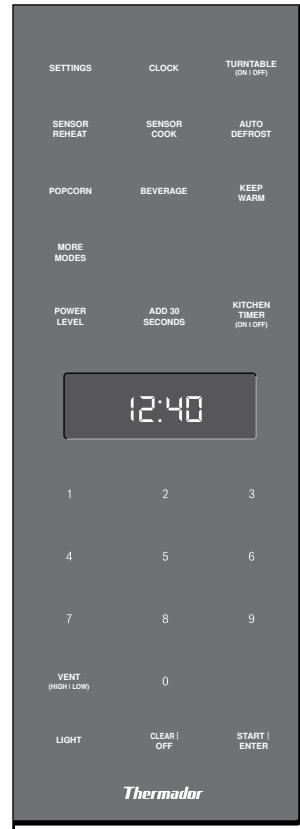 SETTINGS
CLOCK
TURNTABLE
(ON | OFF)
SENSOR
REHEAT
SENSOR
COOK
AUTO
DEFROST
POPCORN
BEVERAGE
KEEP
WARM
MORE
MODES
POWER
LEVEL
ADD 30
SECONDS
KITCHEN
TIMER
(ON | OFF)
12:40
1
2
3
4
5
6
7
8
9
VENT
(HIGH | LOW)
0
LIGHT
CLEAR |
OFF
START |
ENTER
Thermador